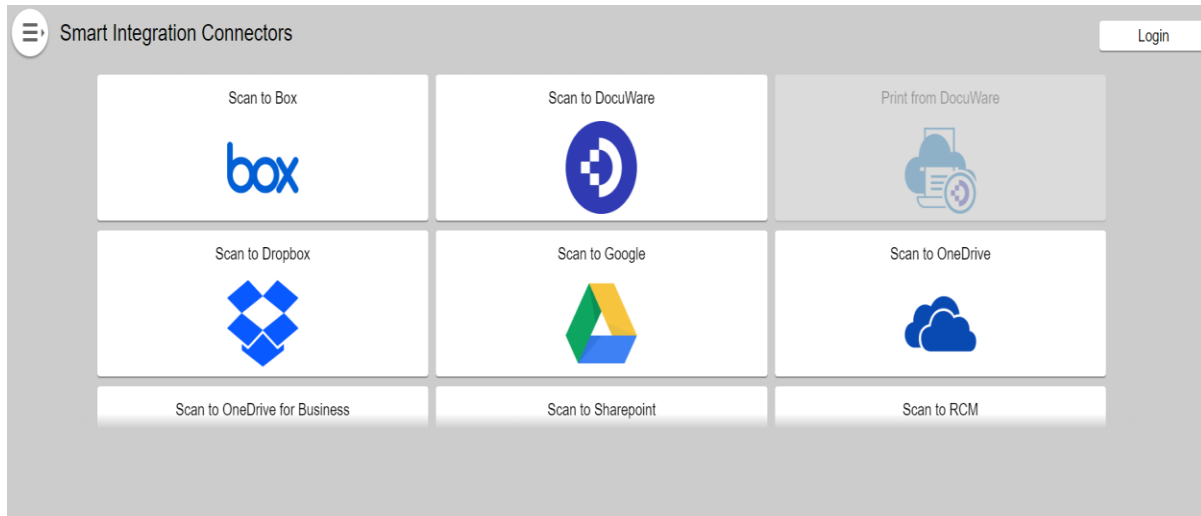 Smart Integration Connectors
Login
Scan to Box
Scan to DocuWare
Print from DocuWare
box
Scan to Dropbox
Scan to Google
Scan to OneDrive
Scan to OneDrive for Business
Scan to Sharepoint
Scan to RCM